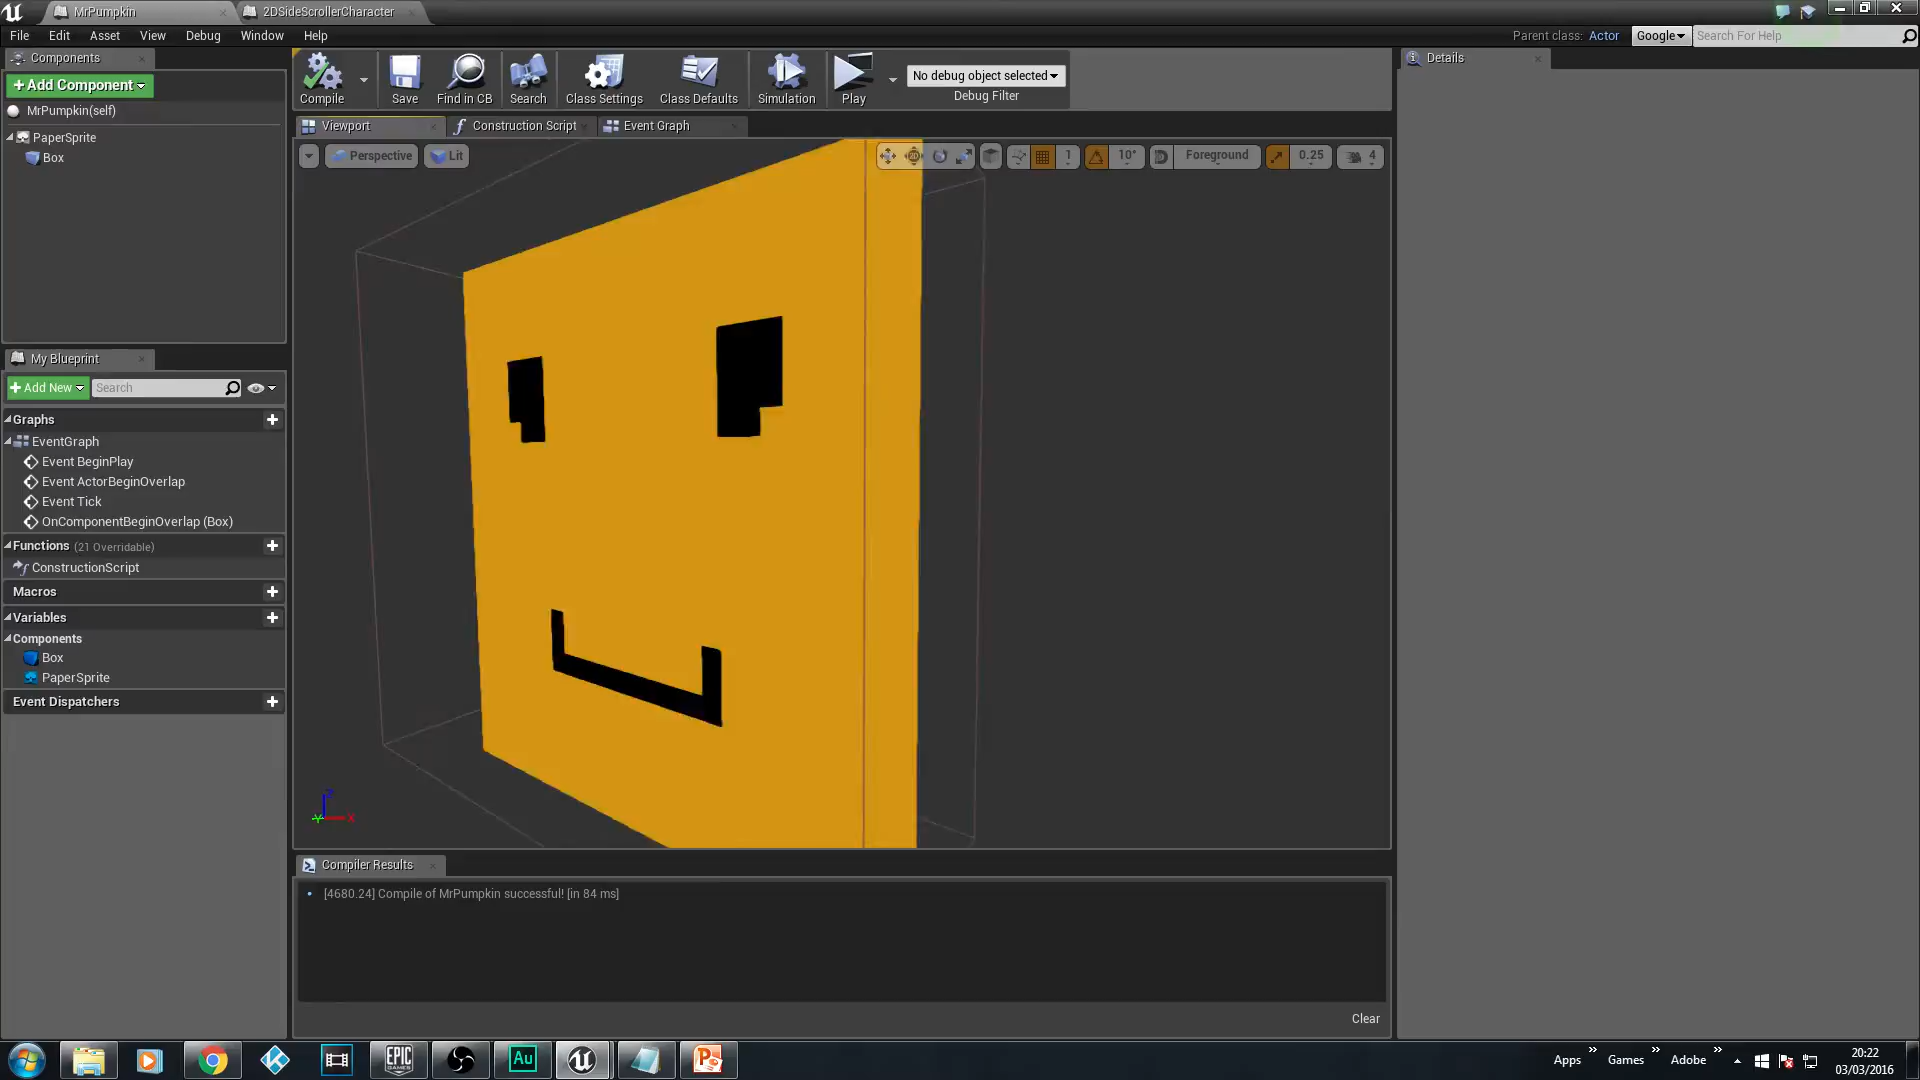 MrPumpkin
2DSideScrollerCharacter
File Edit Asset View Debug Window Help
Parent class: Actor
Google
Search For Help
Components
Add Component
MrPumpkin(self)
PaperSprite
Box
Compile
Save
Find in CB
Search
Class Settings
Class Defaults
Simulation
Play
No debug object selected
Debug Filter
Details
Viewport
Construction Script
Event Graph
Perspective
Lit
1
10°
Foreground
0.25
4
My Blueprint
Add New
Search
Graphs
EventGraph
Event BeginPlay
Event ActorBeginOverlap
Event Tick
OnComponentBeginOverlap (Box)
Functions (21 Overridable)
ConstructionScript
Macros
Variables
Components
Box
PaperSprite
Event Dispatchers
Z
Y
X
Compiler Results
[4680.24] Compile of MrPumpkin successful! [in 84 ms]
Clear
EPIC GAMES
Au
Apps
Games
Adobe
20:22
03/03/2016